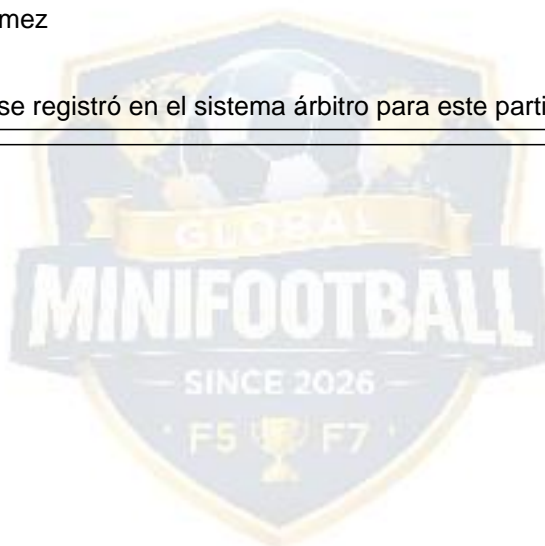 mez
se registró en el sistema árbitro para este parti
GLOBAL
MINIFOOTBALL
SINCE 2026
F5 F7